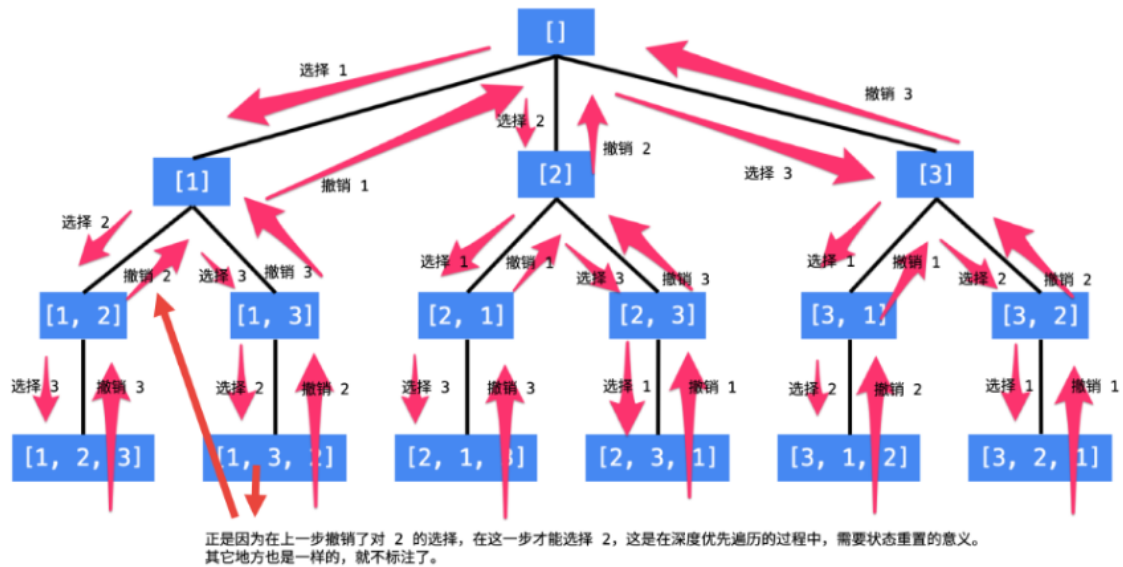 []
选择 1
撤销 3
选择 2
撤销 2
撤销 1
选择 3
[1]
[2]
[3]
选择 2
撤销 2
选择 3
撤销 3
选择 1
撤销 1
选择 3
撤销 3
选择 1
撤销 1
选择 2
撤销 2
[1, 2]
[1, 3]
[2, 1]
[2, 3]
[3, 1]
[3, 2]
选择 3
撤销 3
选择 2
撤销 2
选择 3
撤销 3
选择 1
撤销 1
选择 2
撤销 2
选择 1
撤销 1
[1, 2, 3]
[1, 3, 2]
[2, 1, 3]
[2, 3, 1]
[3, 1, 2]
[3, 2, 1]
正是因为在上一步撤销了对 2 的选择，在这一步才能选择 2，这是在深度优先遍历的过程中，需要状态重置的意义。
其它地方也是一样的，就不标注了。